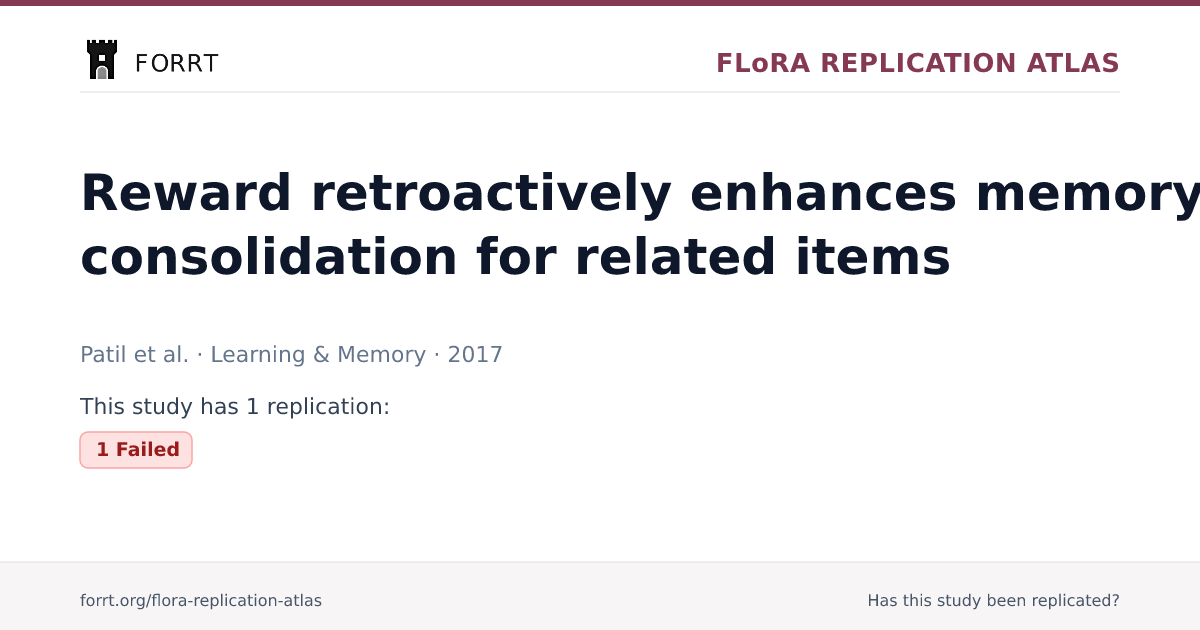 FORRT
FLoRA REPLICATION ATLAS
Reward retroactively enhances memory
consolidation for related items
Patil et al. · Learning & Memory · 2017
This study has 1 replication:
1 Failed
forrt.org/flora-replication-atlas
Has this study been replicated?